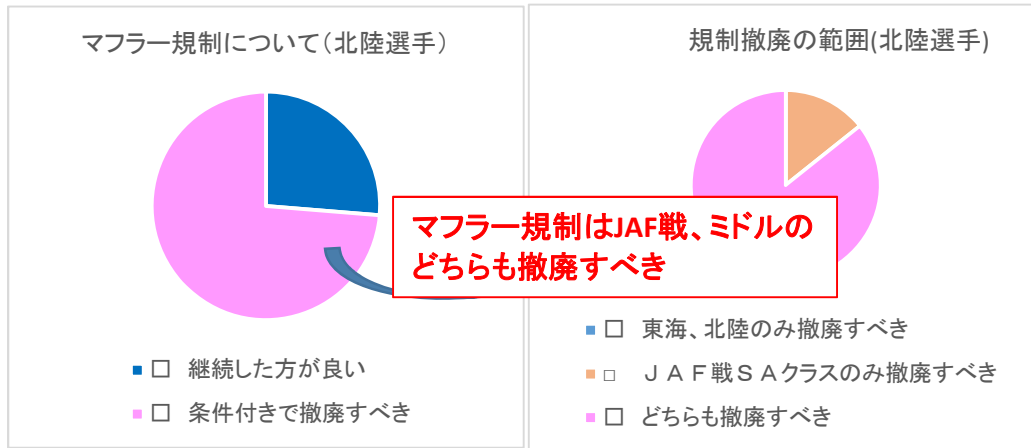 マフラー規制について（北陸選手）
□ 継続した方が良い
□ 条件付きで撤廃すべき
マフラー規制はJAF戦、ミドルの
どちらも撤廃すべき
規制撤廃の範囲(北陸選手)
□ 東海、北陸のみ撤廃すべき
□ ＪＡＦ戦ＳＡクラスのみ撤廃すべき
□ どちらも撤廃すべき